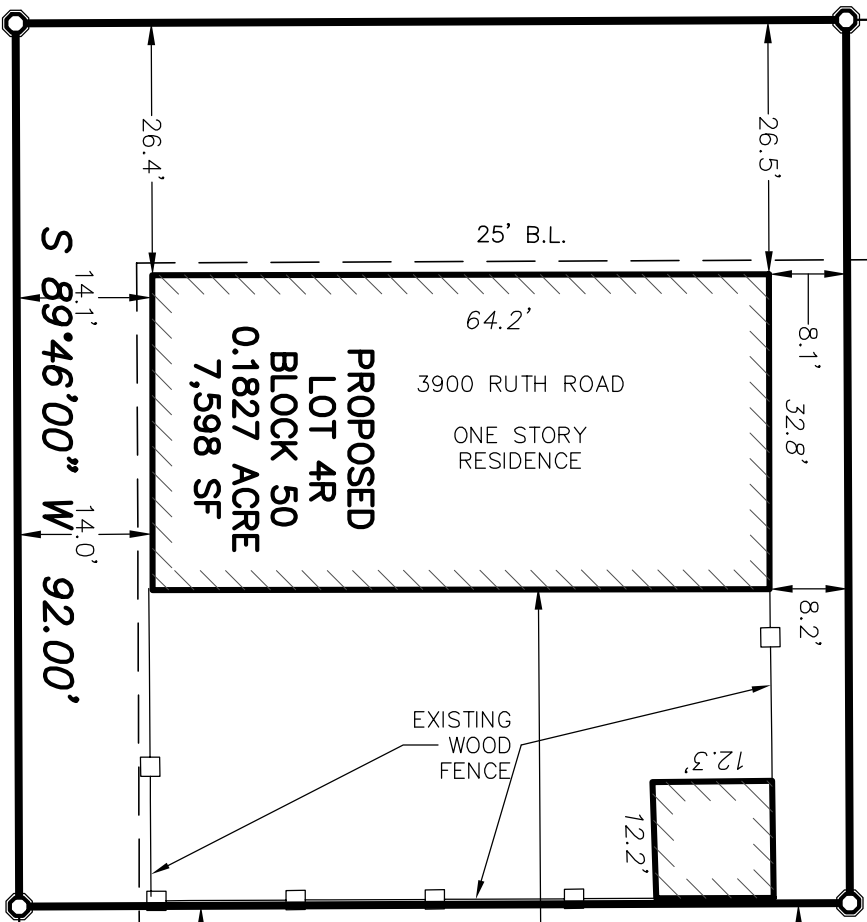 26.4'
26.5'
25' B.L.
64.2'
8.1'
32.8'
3900 RUTH ROAD
ONE STORY
RESIDENCE
PROPOSED
LOT 4R
BLOCK 50
0.1827 ACRE
7,598 SF
14.1'
S 89°46'00" W 92.00'
14.0'
8.2'
EXISTING
WOOD
FENCE
12.3'
12.2'